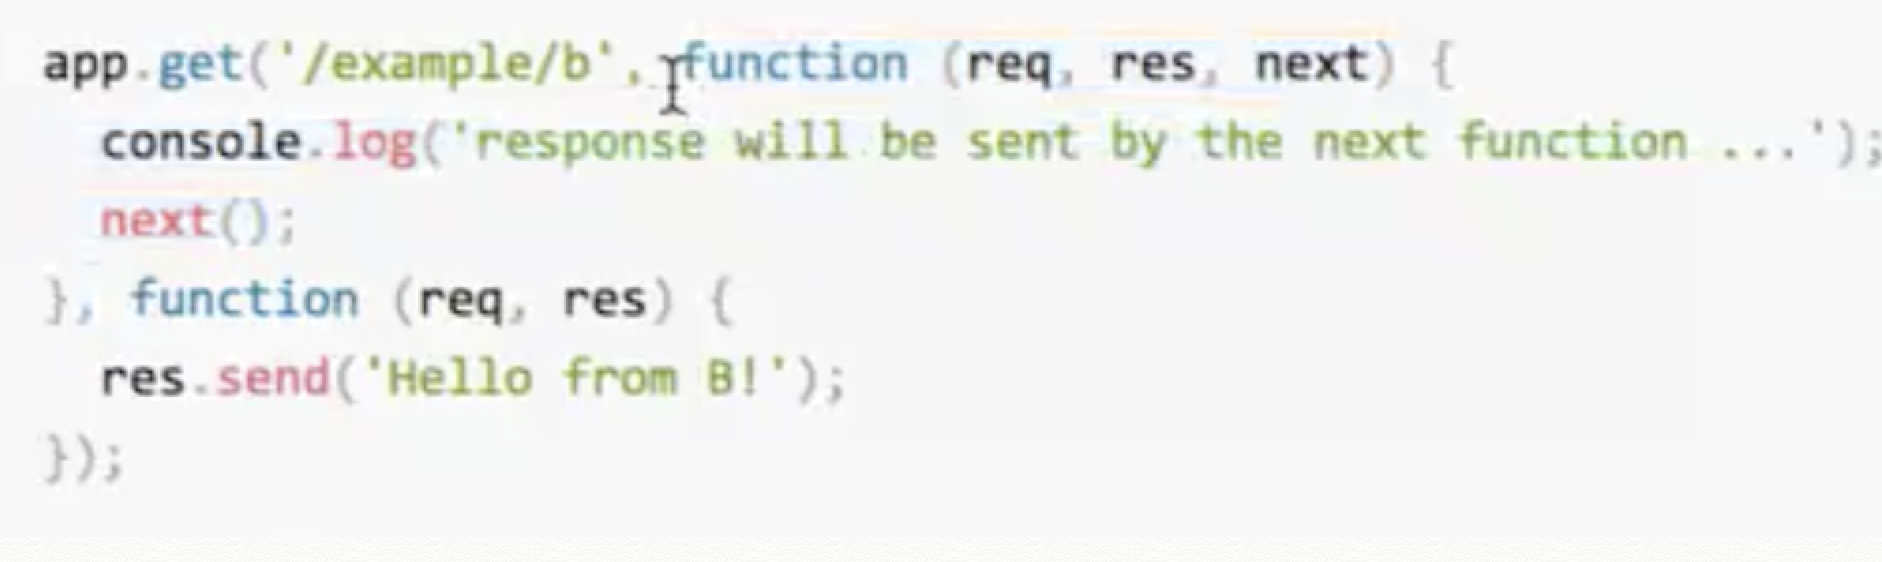 app.get('/example/b', function (req, res, next) {
  console.log('response will be sent by the next function ...');
  next();
}, function (req, res) {
  res.send('Hello from B!');
});